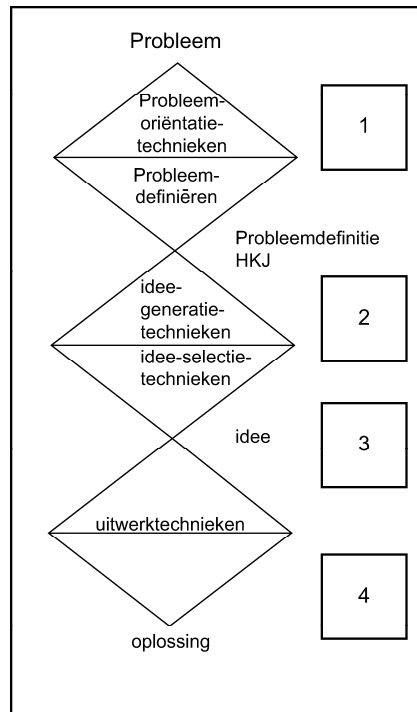 Probleem
Probleem-
oriëntatie-
technieken
1
Probleem-
definiēren
Probleemdefinitie
HKJ
idee-
generatie-
technieken
2
idee-selectie-
technieken
idee
3
uitwerktechnieken
4
oplossing